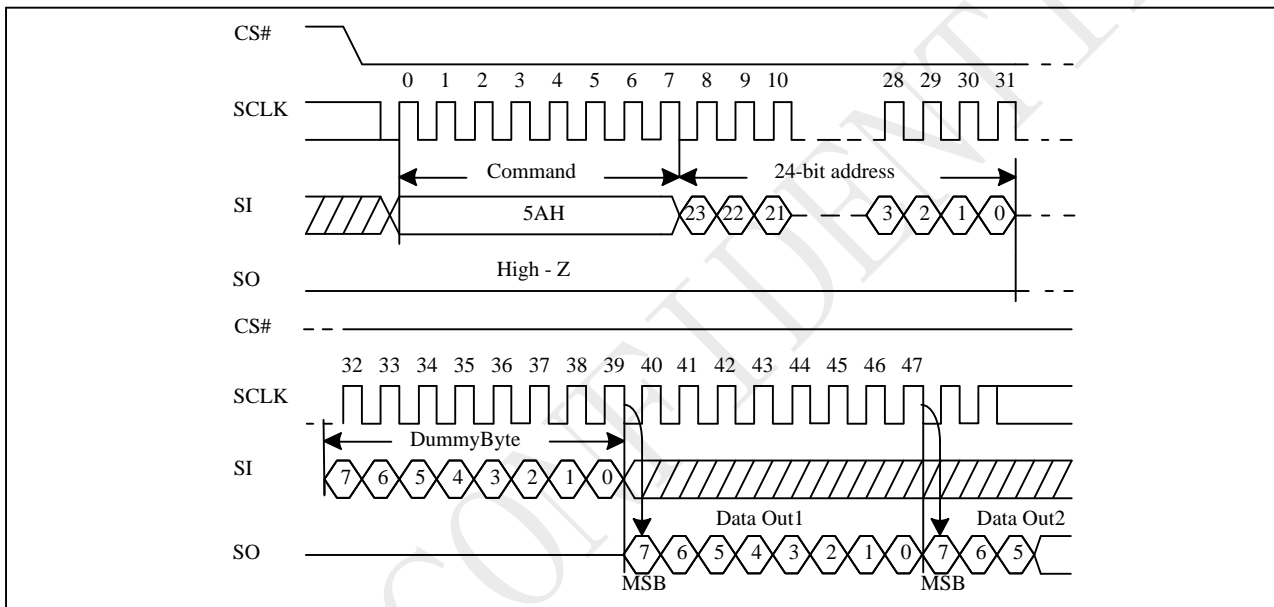 CS#
0 1 2 3 4 5 6 7 8 9 10 28 29 30 31
SCLK
Command 24-bit address
SI 5AH 23 22 21 3 2 1 0
High - Z
SO
CS#
32 33 34 35 36 37 38 39 40 41 42 43 44 45 46 47
SCLK
DummyByte
SI 7 6 5 4 3 2 1 0
Data Out1 Data Out2
SO 7 6 5 4 3 2 1 0 7 6 5
MSB MSB
CONFIDENTI